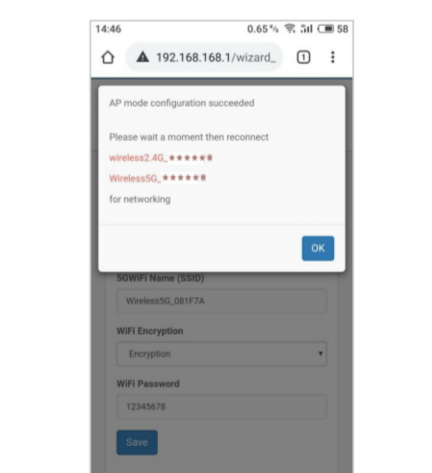 14:46 0.65 58
192.168.168.1/wizard_ 1
AP mode configuration succeeded
Please wait a moment then reconnect
wireless2.4G_******
Wireless5G_******
for networking
OK
5GWiFi Name (SSID)
Wireless5G_081F7A
WiFi Encryption
Encryption
WiFi Password
12345678
Save